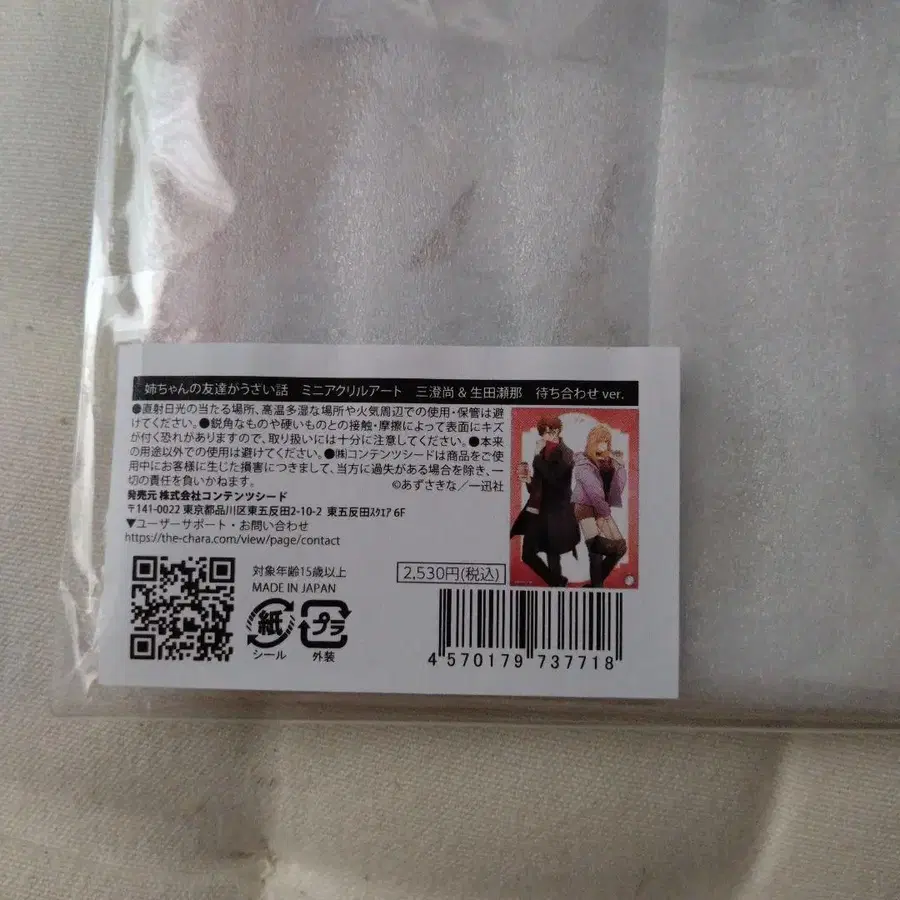 姉ちゃんの友達がうざい話　ミニアクリルアート　三澄尚 & 生田瀬那　待ち合わせ ver.
●直射日光の当たる場所、高温多湿な場所や火気周辺での使用・保管は避
けてください。●鋭角なものや硬いものとの接触・摩擦によって表面にキズ
が付く恐れがありますので、取り扱いには十分に注意してください。●本来
の用途以外での使用は避けてください。●㈱コンテンツシードは商品をご使
用中にお客様に生じた損害につきまして、当方に過失がある場合を除き、一
切の責任を負いかねます。
©あずさきな／一迅社
発売元 株式会社コンテンツシード
〒141-0022 東京都品川区東五反田2-10-2 東五反田ｽｸｴｱ 6F
▼ユーザーサポート・お問い合わせ
https://the-chara.com/view/page/contact
対象年齢15歳以上
MADE IN JAPAN
2,530円(税込)
紙
シール
プラ
外装
4 570179 737718